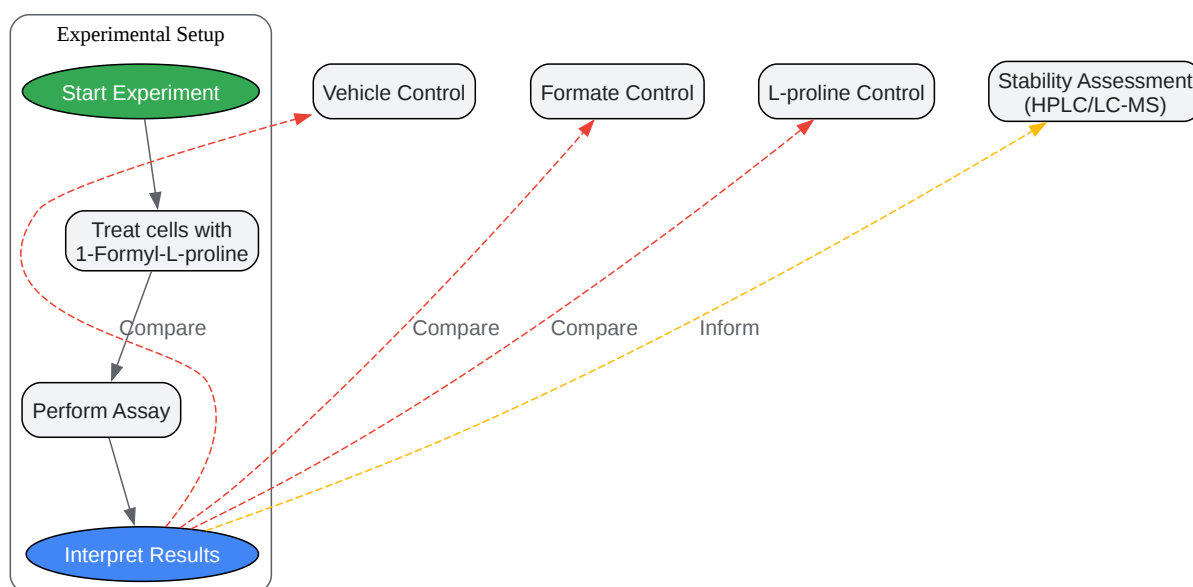 Experimental Setup
Start Experiment
Vehicle Control
Formate Control
L-proline Control
Stability Assessment
(HPLC/LC-MS)
Treat cells with
1-Formyl-L-proline
Compare
Compare
Compare
Inform
Perform Assay
Interpret Results